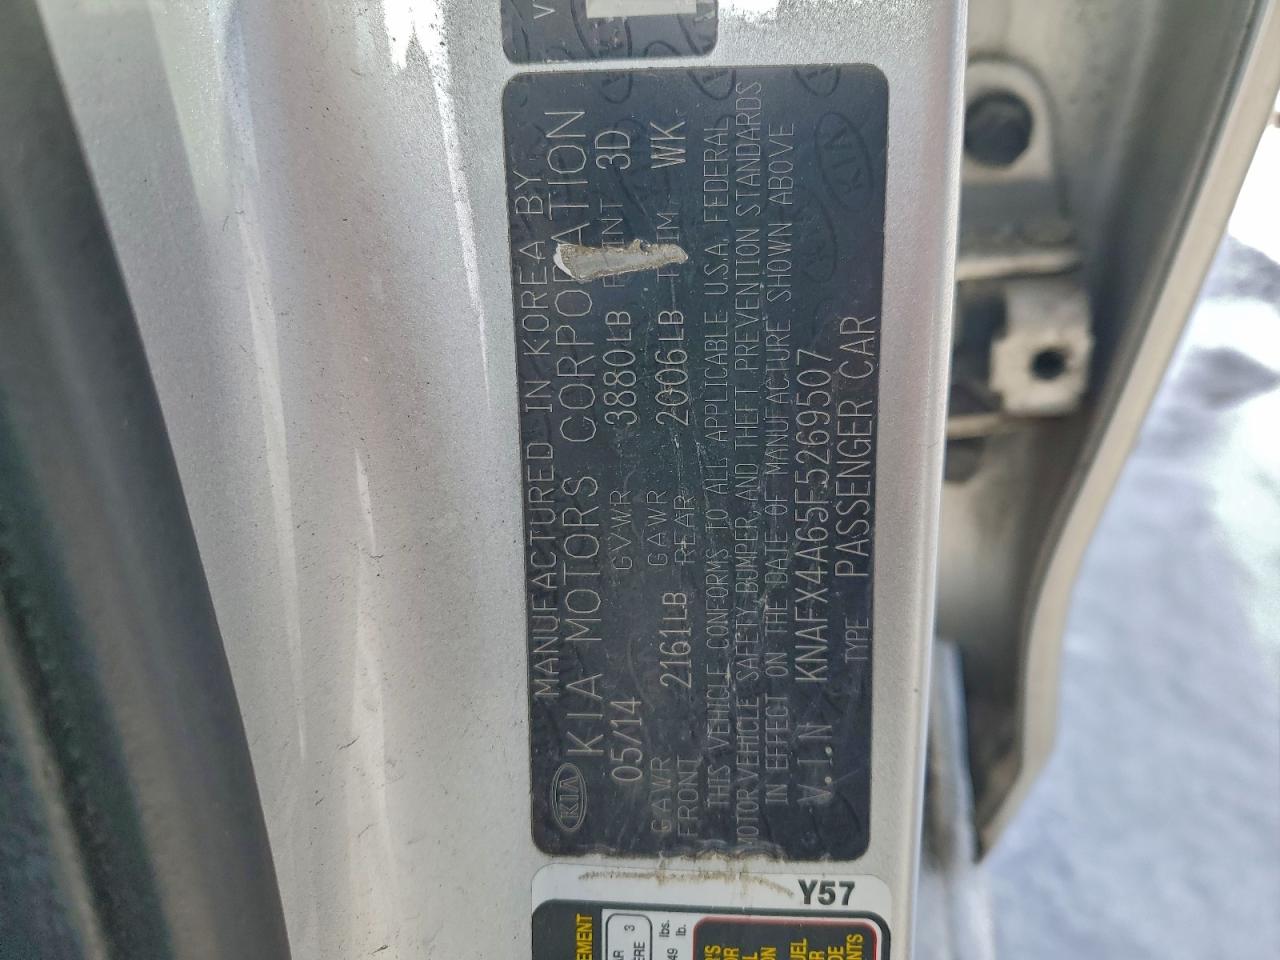 MANUFACTURED IN KOREA BY
KIA KIA MOTORS CORPORATION
05/14 GVWR 3880LB PAINT 3D
GAWR FRONT 2161LB GAWR REAR 2006LB TRIM WK
THIS VEHICLE CONFORMS TO ALL APPLICABLE U.S.A. FEDERAL
MOTOR VEHICLE SAFETY, BUMPER, AND THEFT PREVENTION STANDARDS
IN EFFECT ON THE DATE OF MANUFACTURE SHOWN ABOVE
V.I.N KNAFX4A65F5269507
TYPE PASSENGER CAR
KIA
Y57